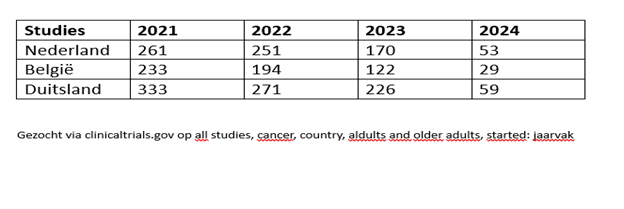 Studies 2021 2022 2023 2024
Nederland 261 251 170 53
België 233 194 122 29
Duitsland 333 271 226 59
Gezocht via clinicaltrials.gov op all studies, cancer, country, aldults and older adults, started: jaarvak